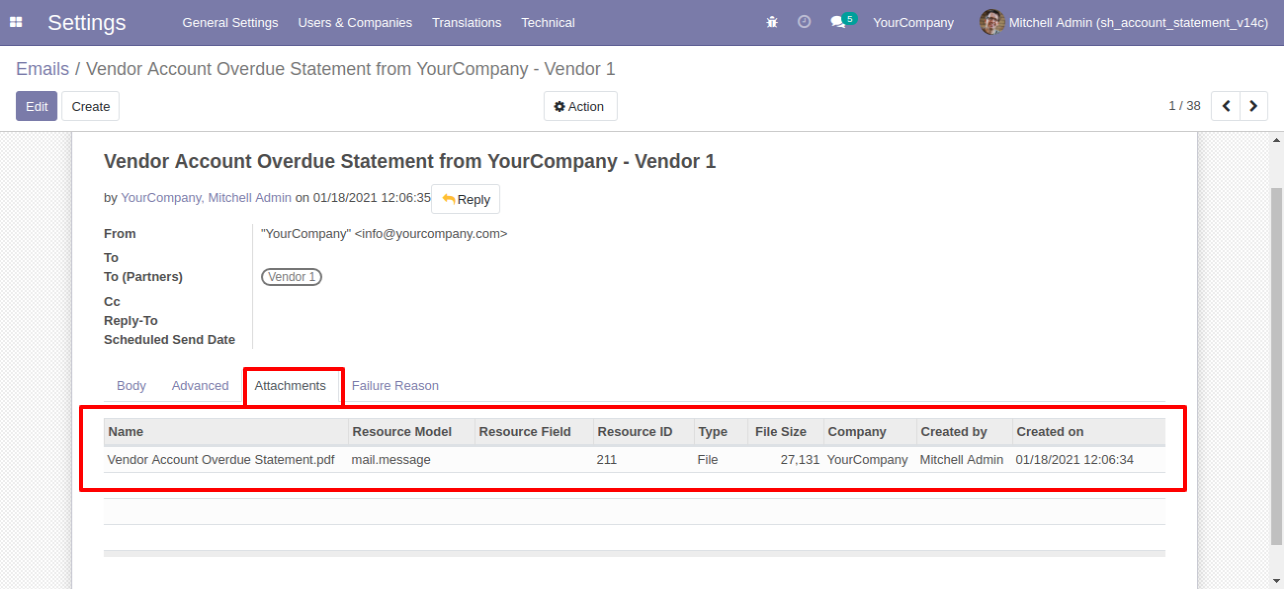 Settings General Settings Users & Companies Translations Technical 5 YourCompany Mitchell Admin (sh_account_statement_v14c)
Emails / Vendor Account Overdue Statement from YourCompany - Vendor 1
Edit Create Action 1 / 38
Vendor Account Overdue Statement from YourCompany - Vendor 1
by YourCompany, Mitchell Admin on 01/18/2021 12:06:35 Reply
From "YourCompany" <info@yourcompany.com>
To
To (Partners) Vendor 1
Cc
Reply-To
Scheduled Send Date
Body Advanced Attachments Failure Reason
Name Resource Model Resource Field Resource ID Type File Size Company Created by Created on
Vendor Account Overdue Statement.pdf mail.message 211 File 27,131 YourCompany Mitchell Admin 01/18/2021 12:06:34